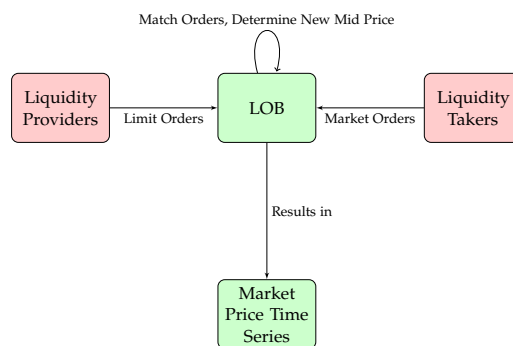 Match Orders, Determine New Mid Price
Liquidity
Providers
Limit Orders
LOB
Market Orders
Liquidity
Takers
Results in
Market
Price Time
Series